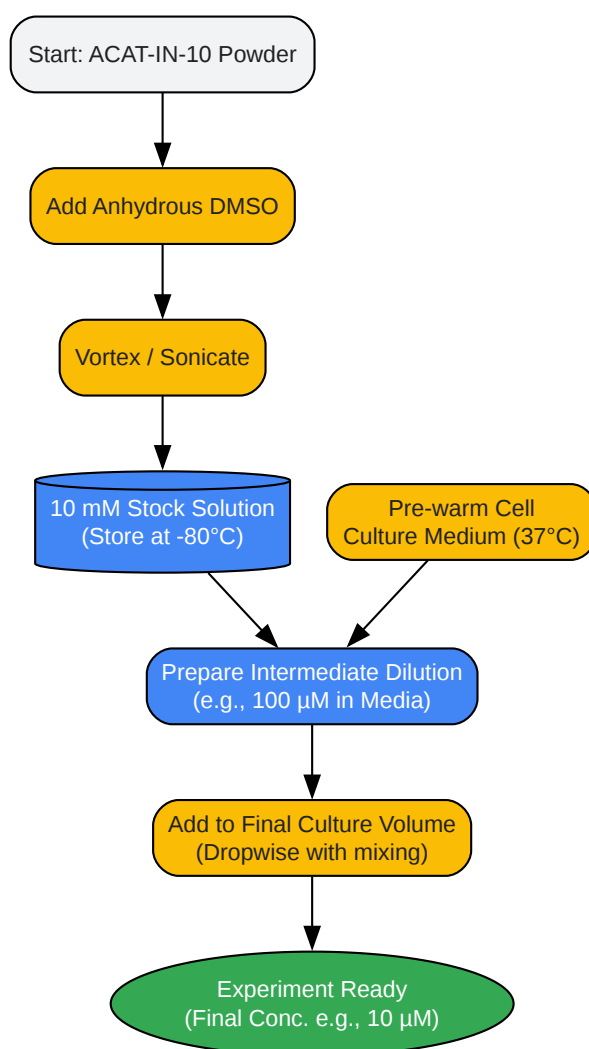 Start: ACAT-IN-10 Powder
Add Anhydrous DMSO
Vortex / Sonicate
10 mM Stock Solution
(Store at -80°C)
Pre-warm Cell
Culture Medium (37°C)
Prepare Intermediate Dilution
(e.g., 100 µM in Media)
Add to Final Culture Volume
(Dropwise with mixing)
Experiment Ready
(Final Conc. e.g., 10 µM)